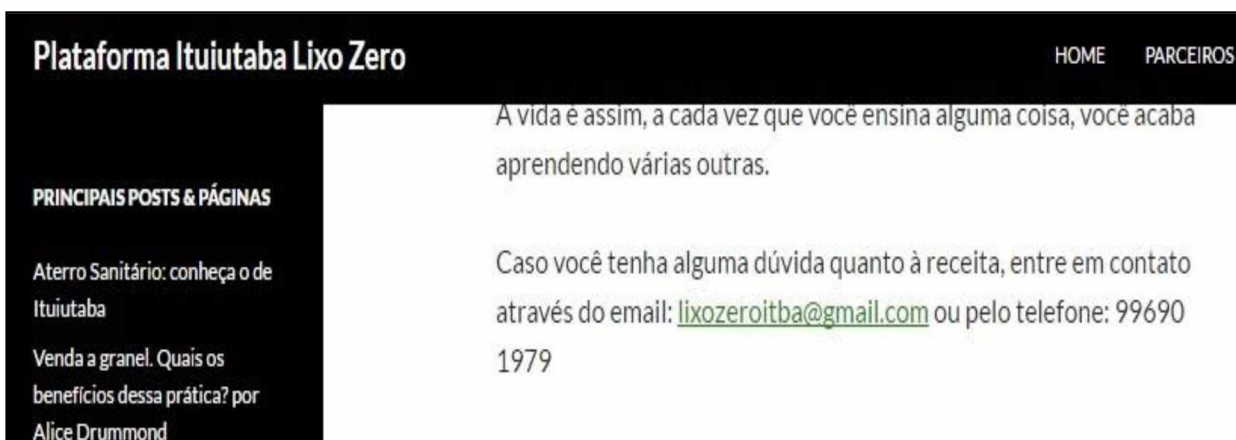 Plataforma Ituiutaba Lixo Zero
HOME PARCEIROS
PRINCIPAIS POSTS & PÁGINAS
Aterro Sanitário: conheça o de
Ituiutaba
Venda a granel. Quais os
benefícios dessa prática? por
Alice Drummond
A vida é assim, a cada vez que você ensina alguma coisa, você acaba
aprendendo várias outras.
Caso você tenha alguma dúvida quanto à receita, entre em contato
através do email: lixozeroitba@gmail.com ou pelo telefone: 99690
1979